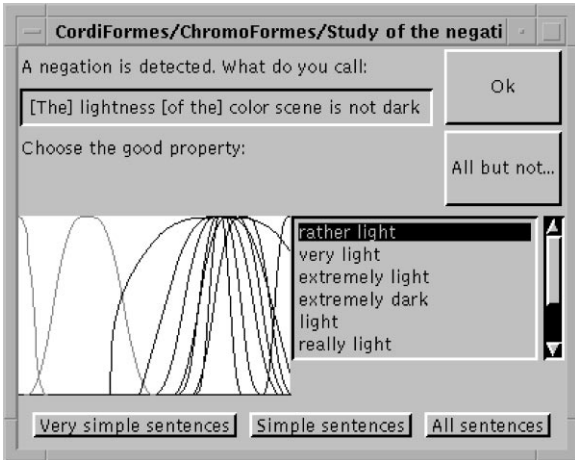 CordiFormes/ChromoFormes/Study of the negati
A negation is detected. What do you call:
[The] lightness [of the] color scene is not dark
Ok
Choose the good property:
All but not...
rather light
very light
extremely light
extremely dark
light
really light
Very simple sentences
Simple sentences
All sentences